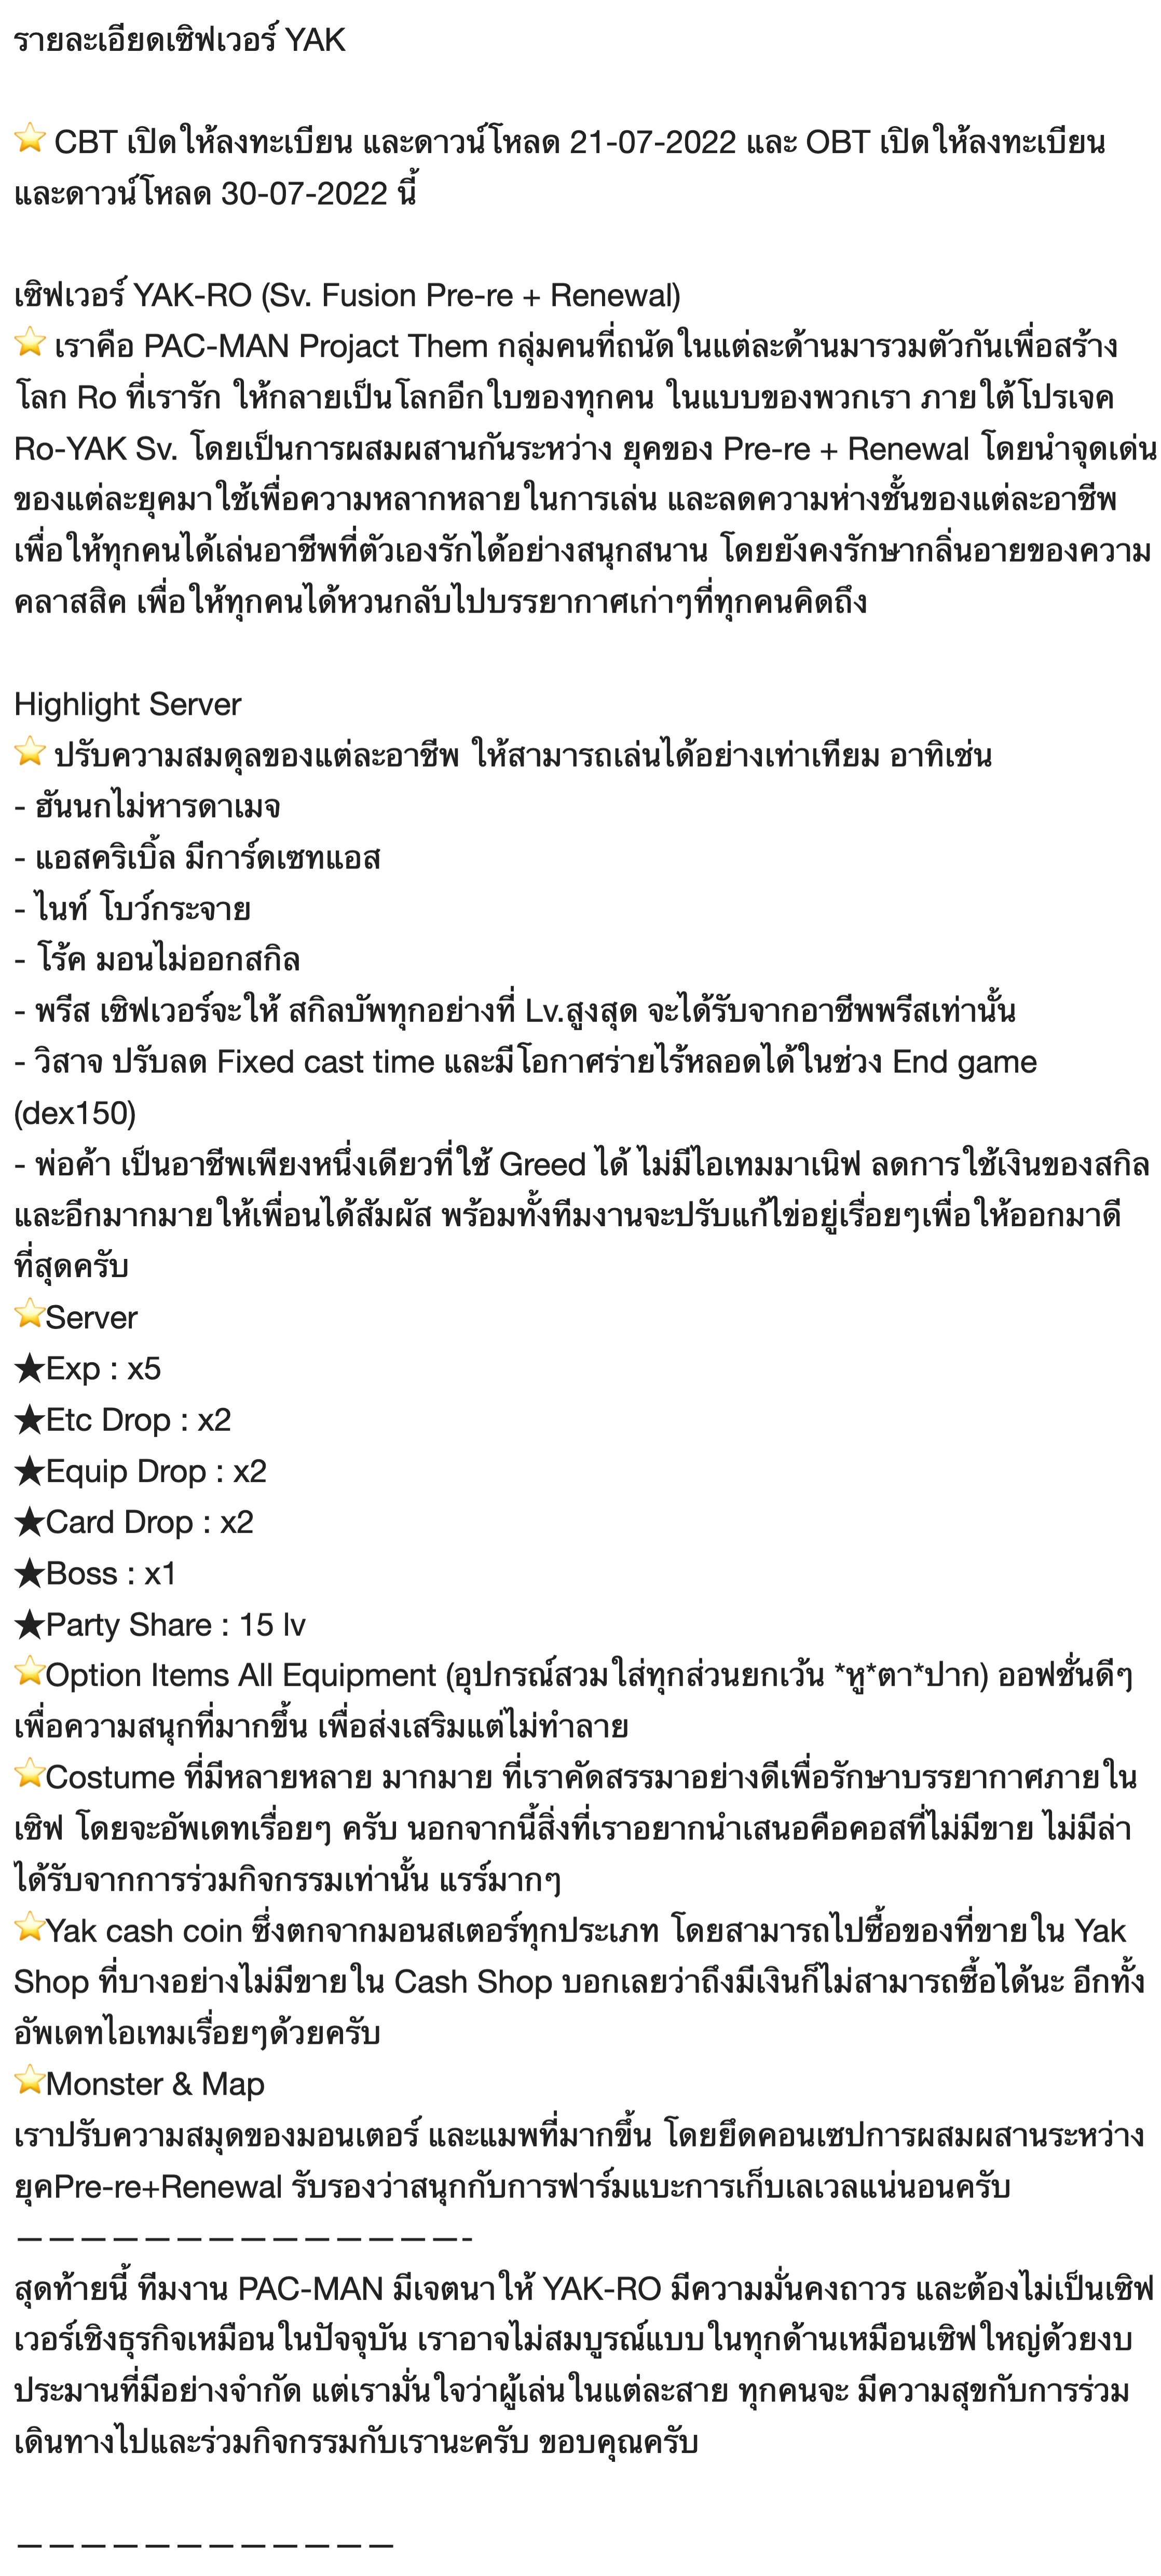 รายละเอียดเซิฟเวอร์ YAK
⭐ CBT เปิดให้ลงทะเบียน และดาวน์โหลด 21-07-2022 และ OBT เปิดให้ลงทะเบียน
และดาวน์โหลด 30-07-2022 นี้
เซิฟเวอร์ YAK-RO (Sv. Fusion Pre-re + Renewal)
⭐ เราคือ PAC-MAN Projact Them กลุ่มคนที่ถนัดในแต่ละด้านมารวมตัวกันเพื่อสร้าง
โลก Ro ที่เรารัก ให้กลายเป็นโลกอีกใบของทุกคน ในแบบของพวกเรา ภายใต้โปรเจค
Ro-YAK Sv. โดยเป็นการผสมผสานกันระหว่าง ยุคของ Pre-re + Renewal โดยนำจุดเด่น
ของแต่ละยุคมาใช้เพื่อความหลากหลายในการเล่น และลดความห่างชั้นของแต่ละอาชีพ
เพื่อให้ทุกคนได้เล่นอาชีพที่ตัวเองรักได้อย่างสนุกสนาน โดยยังคงรักษากลิ่นอายของความ
คลาสสิค เพื่อให้ทุกคนได้หวนกลับไปบรรยากาศเก่าๆที่ทุกคนคิดถึง
Highlight Server
⭐ ปรับความสมดุลของแต่ละอาชีพ ให้สามารถเล่นได้อย่างเท่าเทียม อาทิเช่น
- ฮันนกไม่หารดาเมจ
- แอสคริเบิ้ล มีการ์ดเซทแอส
- ไนท์ โบว์กระจาย
- โร้ค มอนไม่ออกสกิล
- พรีส เซิฟเวอร์จะให้ สกิลบัพทุกอย่างที่ Lv.สูงสุด จะได้รับจากอาชีพพรีสเท่านั้น
- วิสาจ ปรับลด Fixed cast time และมีโอกาศร่ายไร้หลอดได้ในช่วง End game
(dex150)
- พ่อค้า เป็นอาชีพเพียงหนึ่งเดียวที่ใช้ Greed ได้ ไม่มีไอเทมมาเนิฟ ลดการใช้เงินของสกิล
และอีกมากมายให้เพื่อนได้สัมผัส พร้อมทั้งทีมงานจะปรับแก้ไข่อยู่เรื่อยๆเพื่อให้ออกมาดี
ที่สุดครับ
⭐Server
★Exp : x5
★Etc Drop : x2
★Equip Drop : x2
★Card Drop : x2
★Boss : x1
★Party Share : 15 lv
⭐Option Items All Equipment (อุปกรณ์สวมใส่ทุกส่วนยกเว้น *หู*ตา*ปาก) ออฟชั่นดีๆ
เพื่อความสนุกที่มากขึ้น เพื่อส่งเสริมแต่ไม่ทำลาย
⭐Costume ที่มีหลายหลาย มากมาย ที่เราคัดสรรมาอย่างดีเพื่อรักษาบรรยากาศภายใน
เซิฟ โดยจะอัพเดทเรื่อยๆ ครับ นอกจากนี้สิ่งที่เราอยากนำเสนอคือคอสที่ไม่มีขาย ไม่มีล่า
ได้รับจากการร่วมกิจกรรมเท่านั้น แรร์มากๆ
⭐Yak cash coin ซึ่งตกจากมอนสเตอร์ทุกประเภท โดยสามารถไปซื้อของที่ขายใน Yak
Shop ที่บางอย่างไม่มีขายใน Cash Shop บอกเลยว่าถึงมีเงินก็ไม่สามารถซื้อได้นะ อีกทั้ง
อัพเดทไอเทมเรื่อยๆด้วยครับ
⭐Monster & Map
เราปรับความสมุดของมอนเตอร์ และแมพที่มากขึ้น โดยยึดคอนเซปการผสมผสานระหว่าง
ยุคPre-re+Renewal รับรองว่าสนุกกับการฟาร์มแบะการเก็บเลเวลแน่นอนครับ
——————————————-
สุดท้ายนี้ ทีมงาน PAC-MAN มีเจตนาให้ YAK-RO มีความมั่นคงถาวร และต้องไม่เป็นเซิฟ
เวอร์เชิงธุรกิจเหมือนในปัจจุบัน เราอาจไม่สมบูรณ์แบบในทุกด้านเหมือนเซิฟใหญ่ด้วยงบ
ประมานที่มีอย่างจำกัด แต่เรามั่นใจว่าผู้เล่นในแต่ละสาย ทุกคนจะ มีความสุขกับการร่วม
เดินทางไปและร่วมกิจกรรมกับเรานะครับ ขอบคุณครับ
————————————